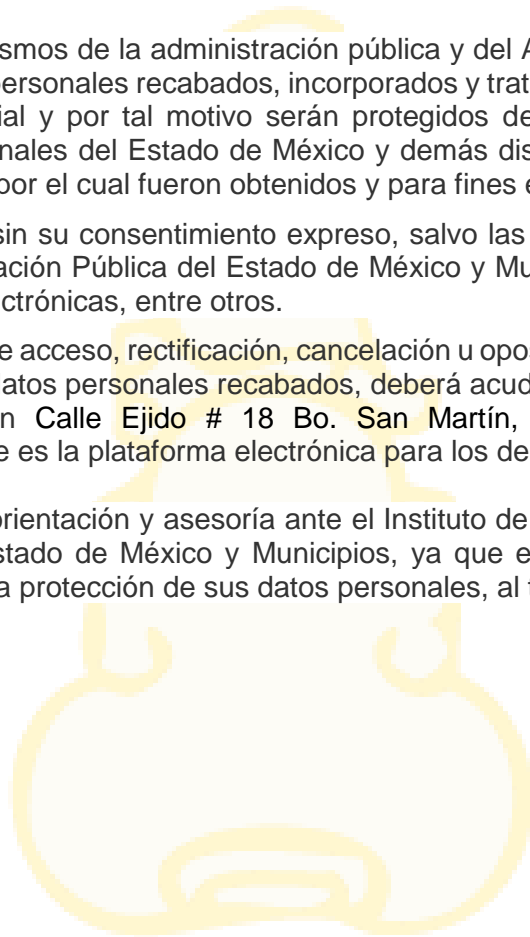 smos de la administración pública y del A
personales recabados, incorporados y trat
ial y por tal motivo serán protegidos de
nales del Estado de México y demás dis
por el cual fueron obtenidos y para fines e
sin su consentimiento expreso, salvo las
ación Pública del Estado de México y Mu
ctrónicas, entre otros.
e acceso, rectificación, cancelación u opos
atos personales recabados, deberá acud
n Calle Ejido # 18 Bo. San Martín,
e es la plataforma electrónica para los de
orientación y asesoría ante el Instituto de
stado de México y Municipios, ya que e
a protección de sus datos personales, al t